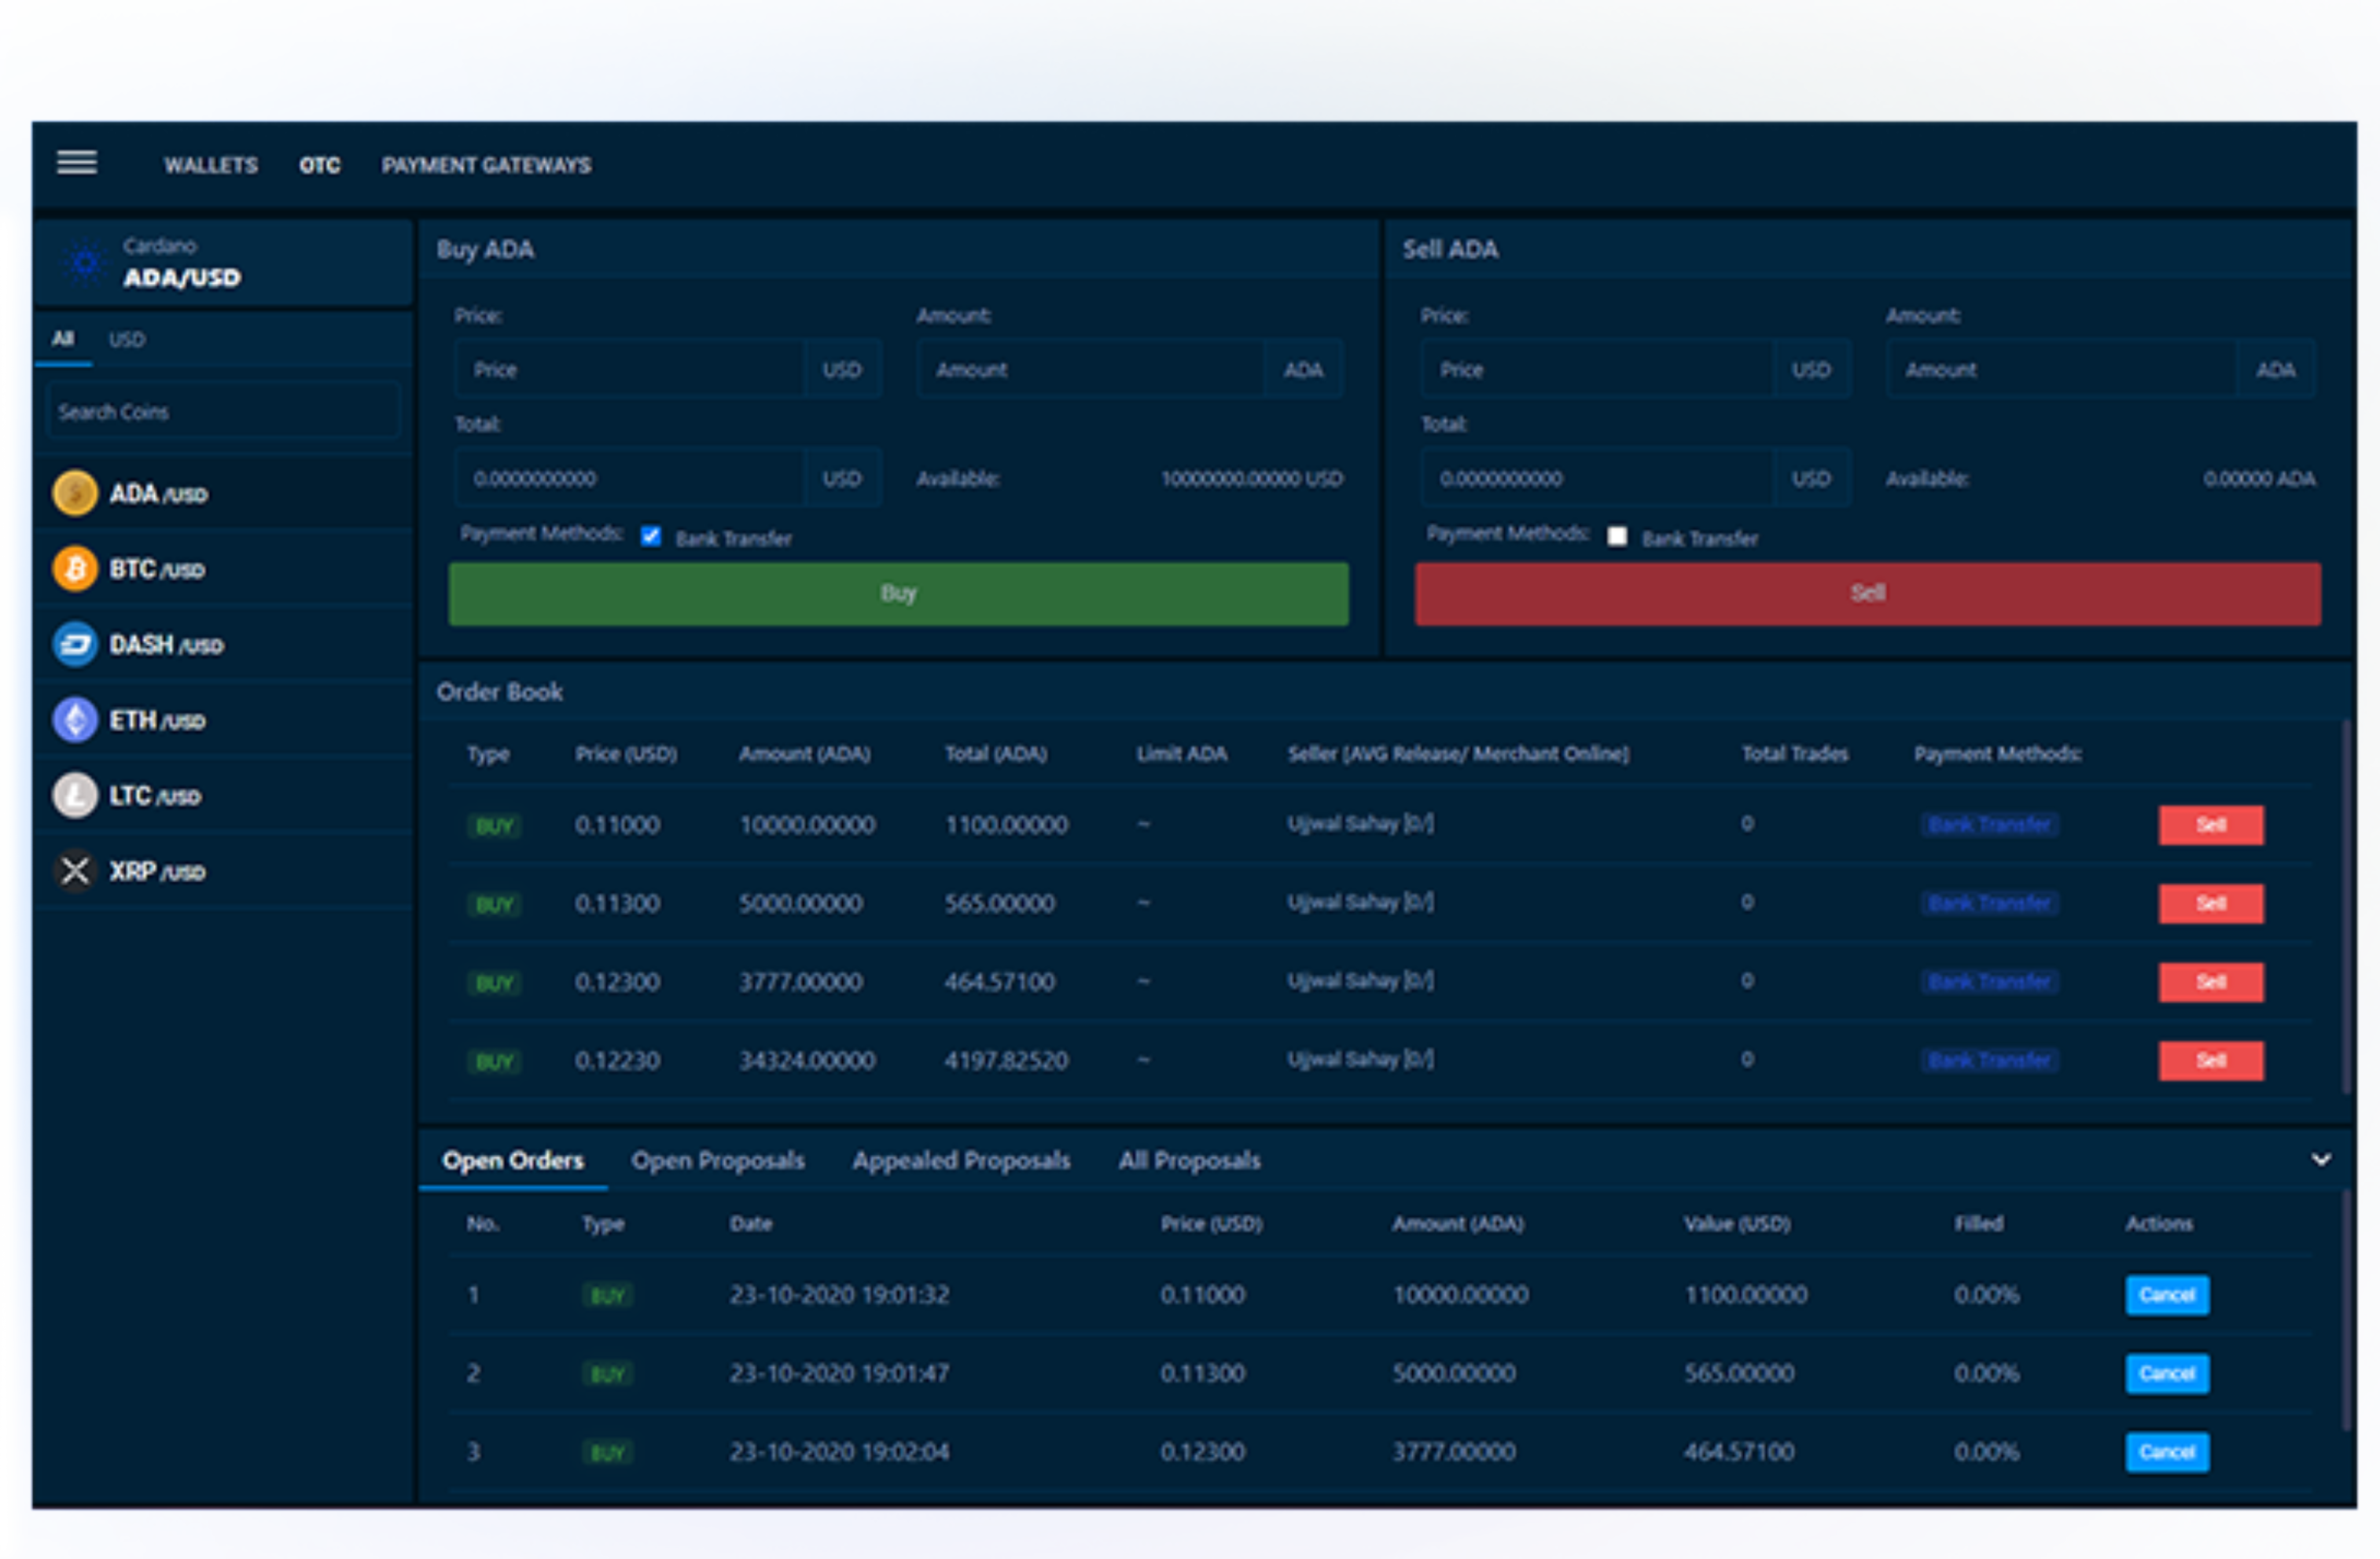 WALLETS OTC PAYMENT GATEWAYS
Cardano
ADA/USD
All USD
Search Coins
ADA /USD
BTC /USD
DASH /USD
ETH /USD
LTC /USD
XRP /USD
Buy ADA
Price: Amount:
Price USD Amount ADA
Total:
0.0000000000 USD Available: 10000000.00000 USD
Payment Methods: Bank Transfer
Buy
Sell ADA
Price: Amount:
Price USD Amount ADA
Total:
0.0000000000 USD Available: 0.00000 ADA
Payment Methods: Bank Transfer
Sell
Order Book
Type Price (USD) Amount (ADA) Total (ADA) Limit ADA Seller [AVG Release/ Merchant Online] Total Trades Payment Methods:
BUY 0.11000 10000.00000 1100.00000 ~ Ujjwal Sahay [0/] 0 Bank Transfer Sell
BUY 0.11300 5000.00000 565.00000 ~ Ujjwal Sahay [0/] 0 Bank Transfer Sell
BUY 0.12300 3777.00000 464.57100 ~ Ujjwal Sahay [0/] 0 Bank Transfer Sell
BUY 0.12230 34324.00000 4197.82520 ~ Ujjwal Sahay [0/] 0 Bank Transfer Sell
Open Orders Open Proposals Appealed Proposals All Proposals
No. Type Date Price (USD) Amount (ADA) Value (USD) Filled Actions
1 BUY 23-10-2020 19:01:32 0.11000 10000.00000 1100.00000 0.00% Cancel
2 BUY 23-10-2020 19:01:47 0.11300 5000.00000 565.00000 0.00% Cancel
3 BUY 23-10-2020 19:02:04 0.12300 3777.00000 464.57100 0.00% Cancel